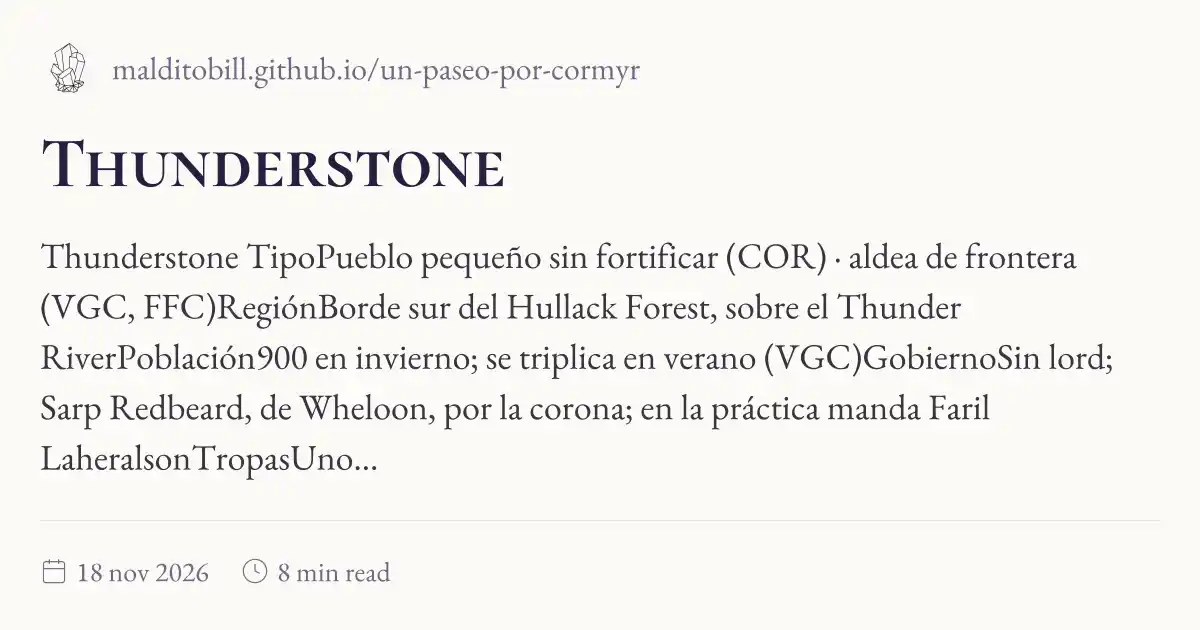 malditobill.github.io/un-paseo-por-cormyr
Thunderstone
Thunderstone TipoPueblo pequeño sin fortificar (COR) · aldea de frontera
(VGC, FFC)RegiónBorde sur del Hullack Forest, sobre el Thunder
RiverPoblación900 en invierno; se triplica en verano (VGC)GobiernoSin lord;
Sarp Redbeard, de Wheloon, por la corona; en la práctica manda Faril
LaheralsonTropasUno...
18 nov 2026
8 min read